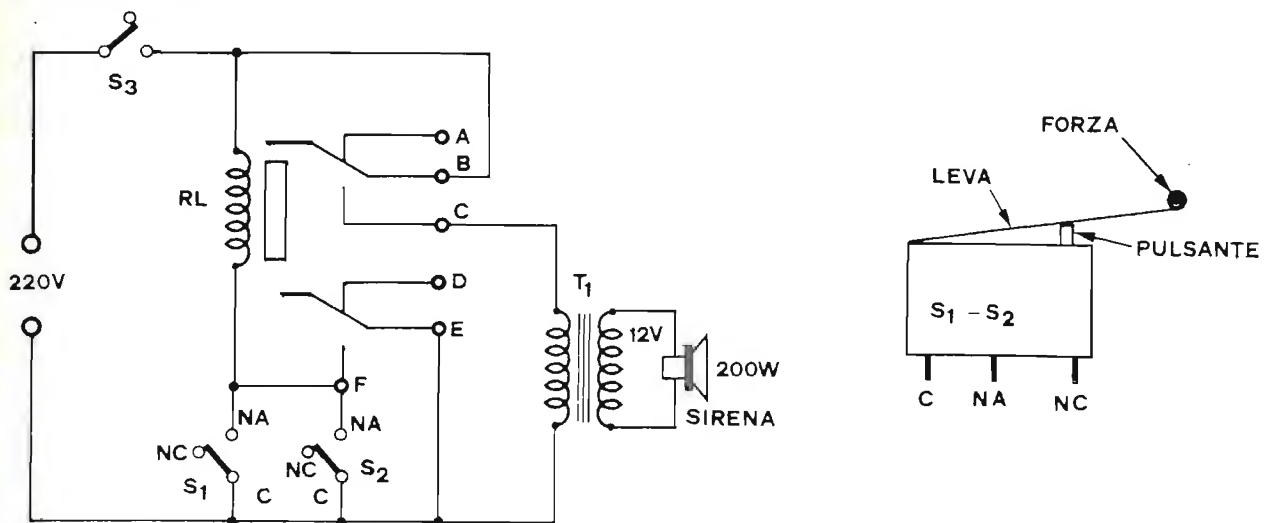 S3
A
B
RL
C
220V
D
T1
E
12V
200W
SIRENA
F
NA
NA
NC
S1
C
NC
C
S2
FORZA
LEVA
PULSANTE
S1 – S2
C
NA
NC